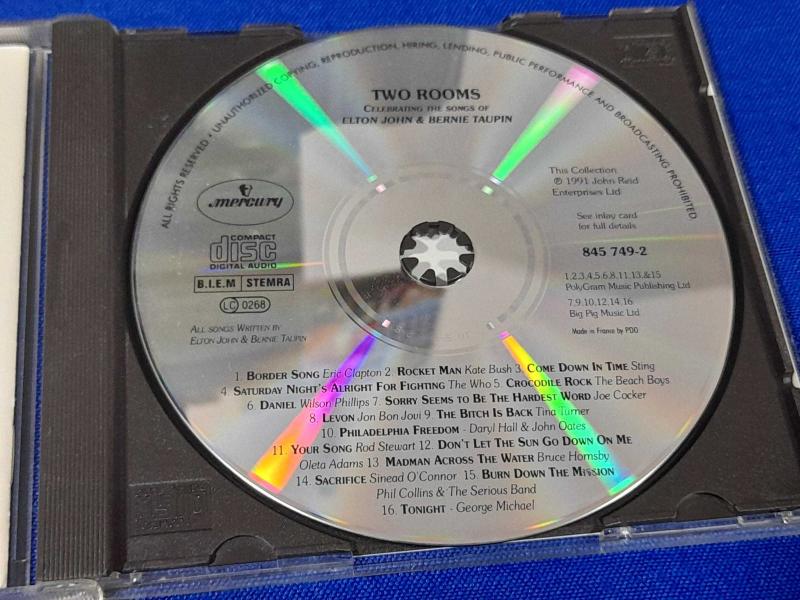 ALL RIGHTS RESERVED • UNAUTHORIZED COPYING, REPRODUCTION, HIRING, LENDING, PUBLIC PERFORMANCE AND BROADCASTING PROHIBITED
TWO ROOMS
CELEBRATING THE SONGS OF
ELTON JOHN & BERNIE TAUPIN
mercury
COMPACT
disc
DIGITAL AUDIO
B.I.E.M STEMRA
LC 0268
ALL SONGS WRITTEN BY
ELTON JOHN & BERNIE TAUPIN
This Collection
℗ 1991 John Reid
Enterprises Ltd
See inlay card
for full details
845 749-2
1,2,3,4,5,6,8,11,13,&15
PolyGram Music Publishing Ltd
7,9,10,12,14,16
Big Pig Music Ltd
Made in France by PDO
1. BORDER SONG Eric Clapton 2. ROCKET MAN Kate Bush 3. COME DOWN IN TIME Sting
4. SATURDAY NIGHT'S ALRIGHT FOR FIGHTING The Who 5. CROCODILE ROCK The Beach Boys
6. DANIEL Wilson Phillips 7. SORRY SEEMS TO BE THE HARDEST WORD Joe Cocker
8. LEVON Jon Bon Jovi 9. THE BITCH IS BACK Tina Turner
10. PHILADELPHIA FREEDOM - Daryl Hall & John Oates
11. YOUR SONG Rod Stewart 12. DON'T LET THE SUN GO DOWN ON ME
Oleta Adams 13. MADMAN ACROSS THE WATER Bruce Hornsby
14. SACRIFICE Sinead O'Connor 15. BURN DOWN THE MISSION
Phil Collins & The Serious Band
16. TONIGHT - George Michael